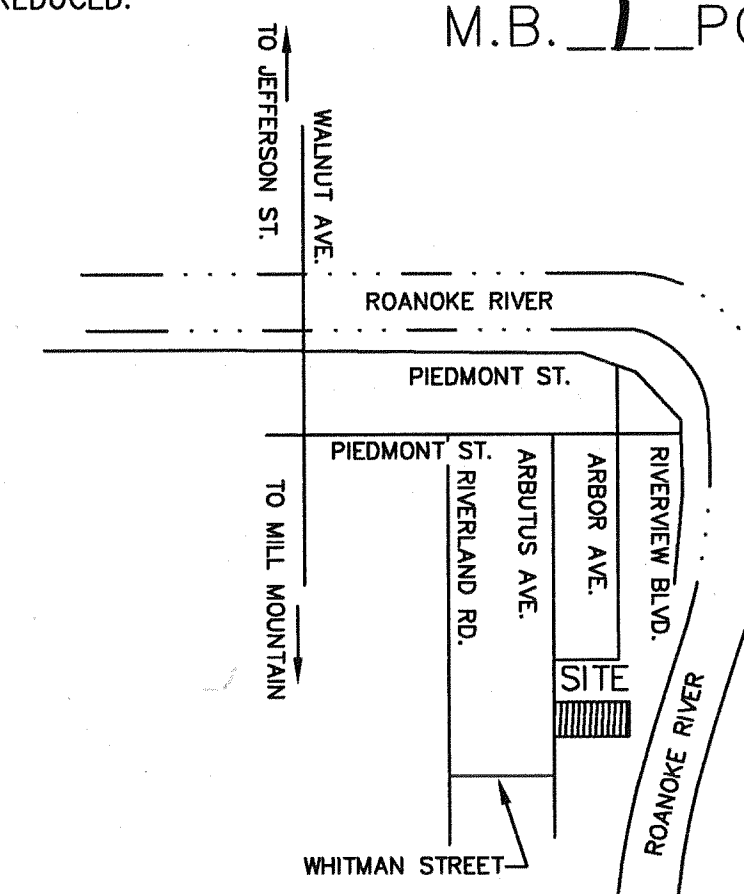 REDUCED.
M.B. __1__PG
TO JEFFERSON ST.
WALNUT AVE.
ROANOKE RIVER
PIEDMONT ST.
PIEDMONT ST.
TO MILL MOUNTAIN
RIVERLAND RD.
ARBUTUS AVE.
ARBOR AVE.
RIVERVIEW BLVD.
SITE
ROANOKE RIVER
WHITMAN STREET